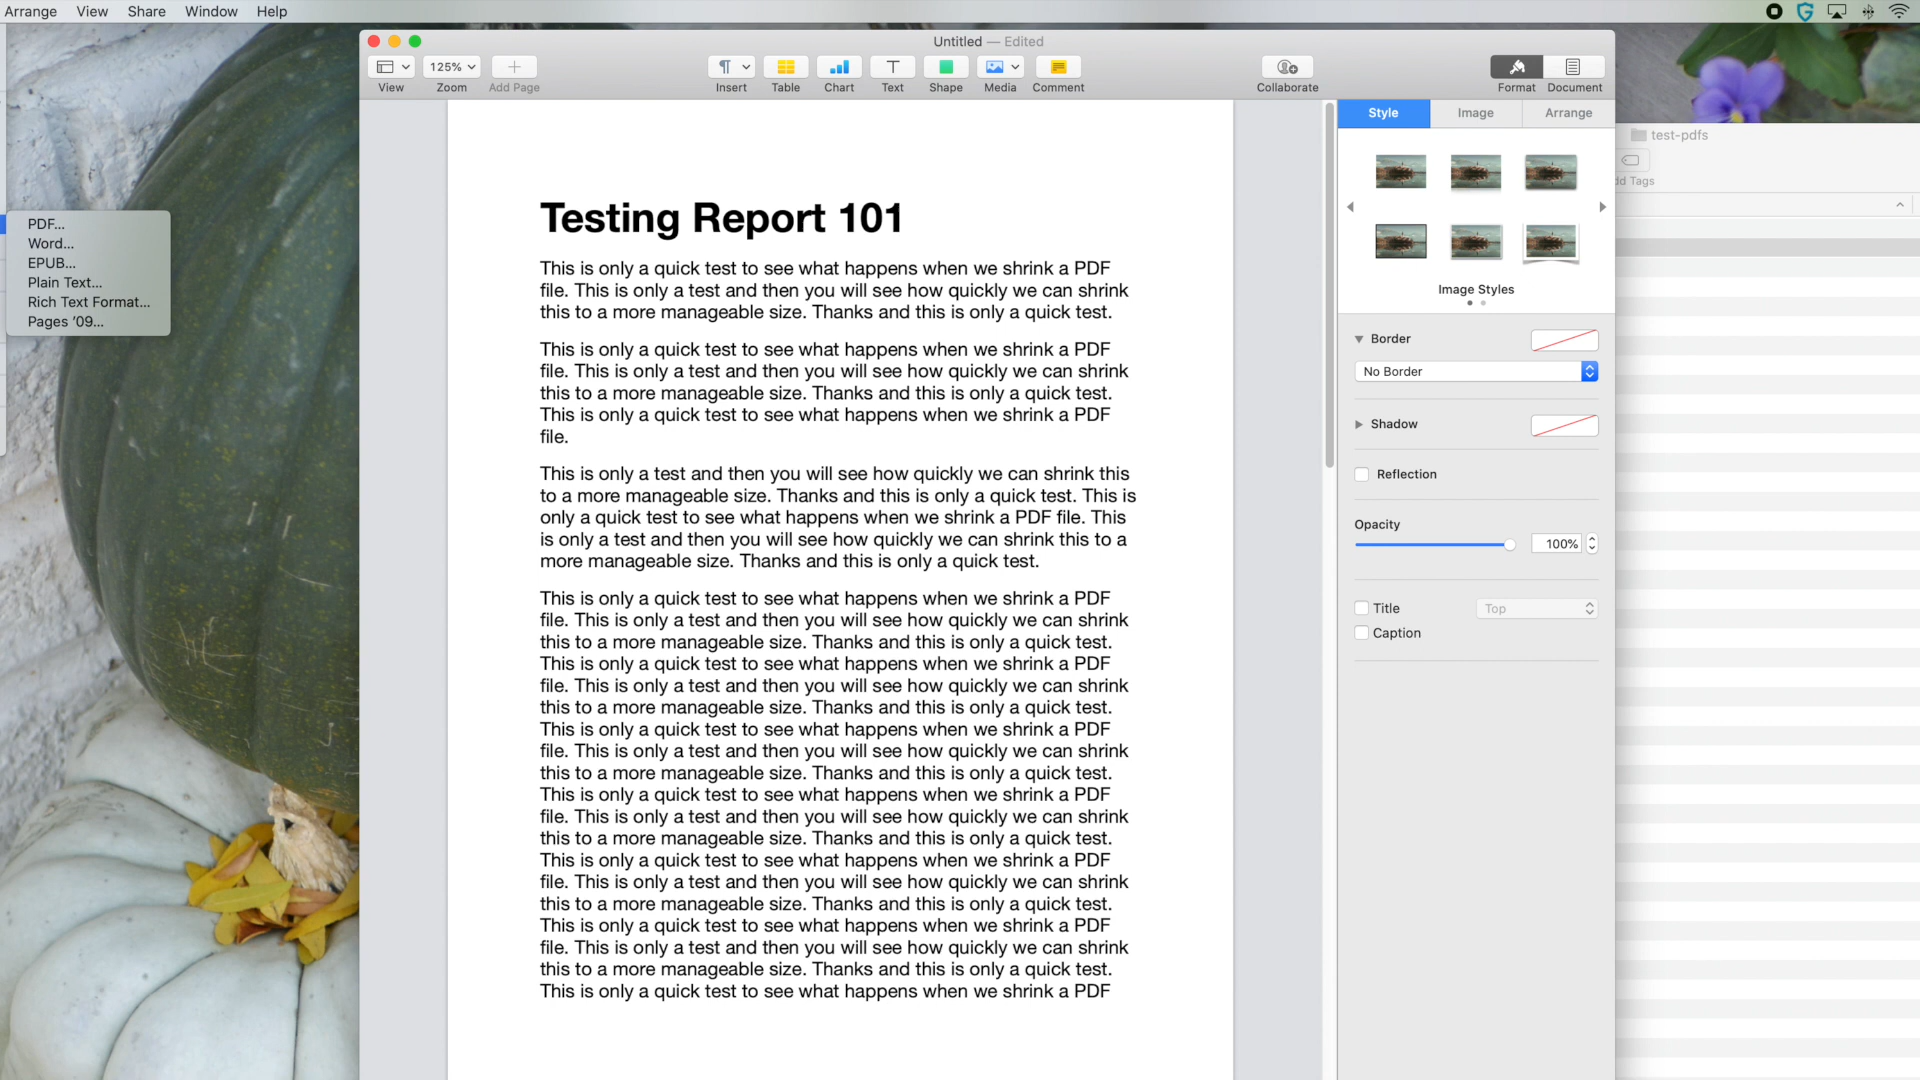 Arrange View Share Window Help
Untitled — Edited
125%
View Zoom Add Page Insert Table Chart Text Shape Media Comment Collaborate Format Document
Style Image Arrange
test-pdfs
Tags
PDF...
Word...
EPUB...
Plain Text...
Rich Text Format...
Pages ’09...
Testing Report 101
This is only a quick test to see what happens when we shrink a PDF
file. This is only a test and then you will see how quickly we can shrink
this to a more manageable size. Thanks and this is only a quick test.
This is only a quick test to see what happens when we shrink a PDF
file. This is only a test and then you will see how quickly we can shrink
this to a more manageable size. Thanks and this is only a quick test.
This is only a quick test to see what happens when we shrink a PDF
file.
This is only a test and then you will see how quickly we can shrink this
to a more manageable size. Thanks and this is only a quick test. This is
only a quick test to see what happens when we shrink a PDF file. This
is only a test and then you will see how quickly we can shrink this to a
more manageable size. Thanks and this is only a quick test.
This is only a quick test to see what happens when we shrink a PDF
file. This is only a test and then you will see how quickly we can shrink
this to a more manageable size. Thanks and this is only a quick test.
This is only a quick test to see what happens when we shrink a PDF
file. This is only a test and then you will see how quickly we can shrink
this to a more manageable size. Thanks and this is only a quick test.
This is only a quick test to see what happens when we shrink a PDF
file. This is only a test and then you will see how quickly we can shrink
this to a more manageable size. Thanks and this is only a quick test.
This is only a quick test to see what happens when we shrink a PDF
file. This is only a test and then you will see how quickly we can shrink
this to a more manageable size. Thanks and this is only a quick test.
This is only a quick test to see what happens when we shrink a PDF
file. This is only a test and then you will see how quickly we can shrink
this to a more manageable size. Thanks and this is only a quick test.
This is only a quick test to see what happens when we shrink a PDF
file. This is only a test and then you will see how quickly we can shrink
this to a more manageable size. Thanks and this is only a quick test.
This is only a quick test to see what happens when we shrink a PDF
Image Styles
Border
No Border
Shadow
Reflection
Opacity
100%
Title Top
Caption